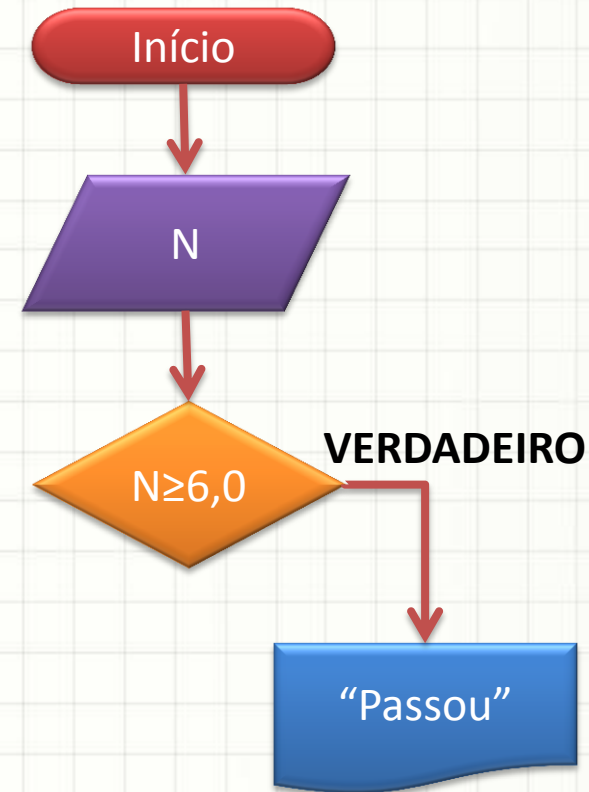 Início
N
N≥6,0
VERDADEIRO
“Passou”